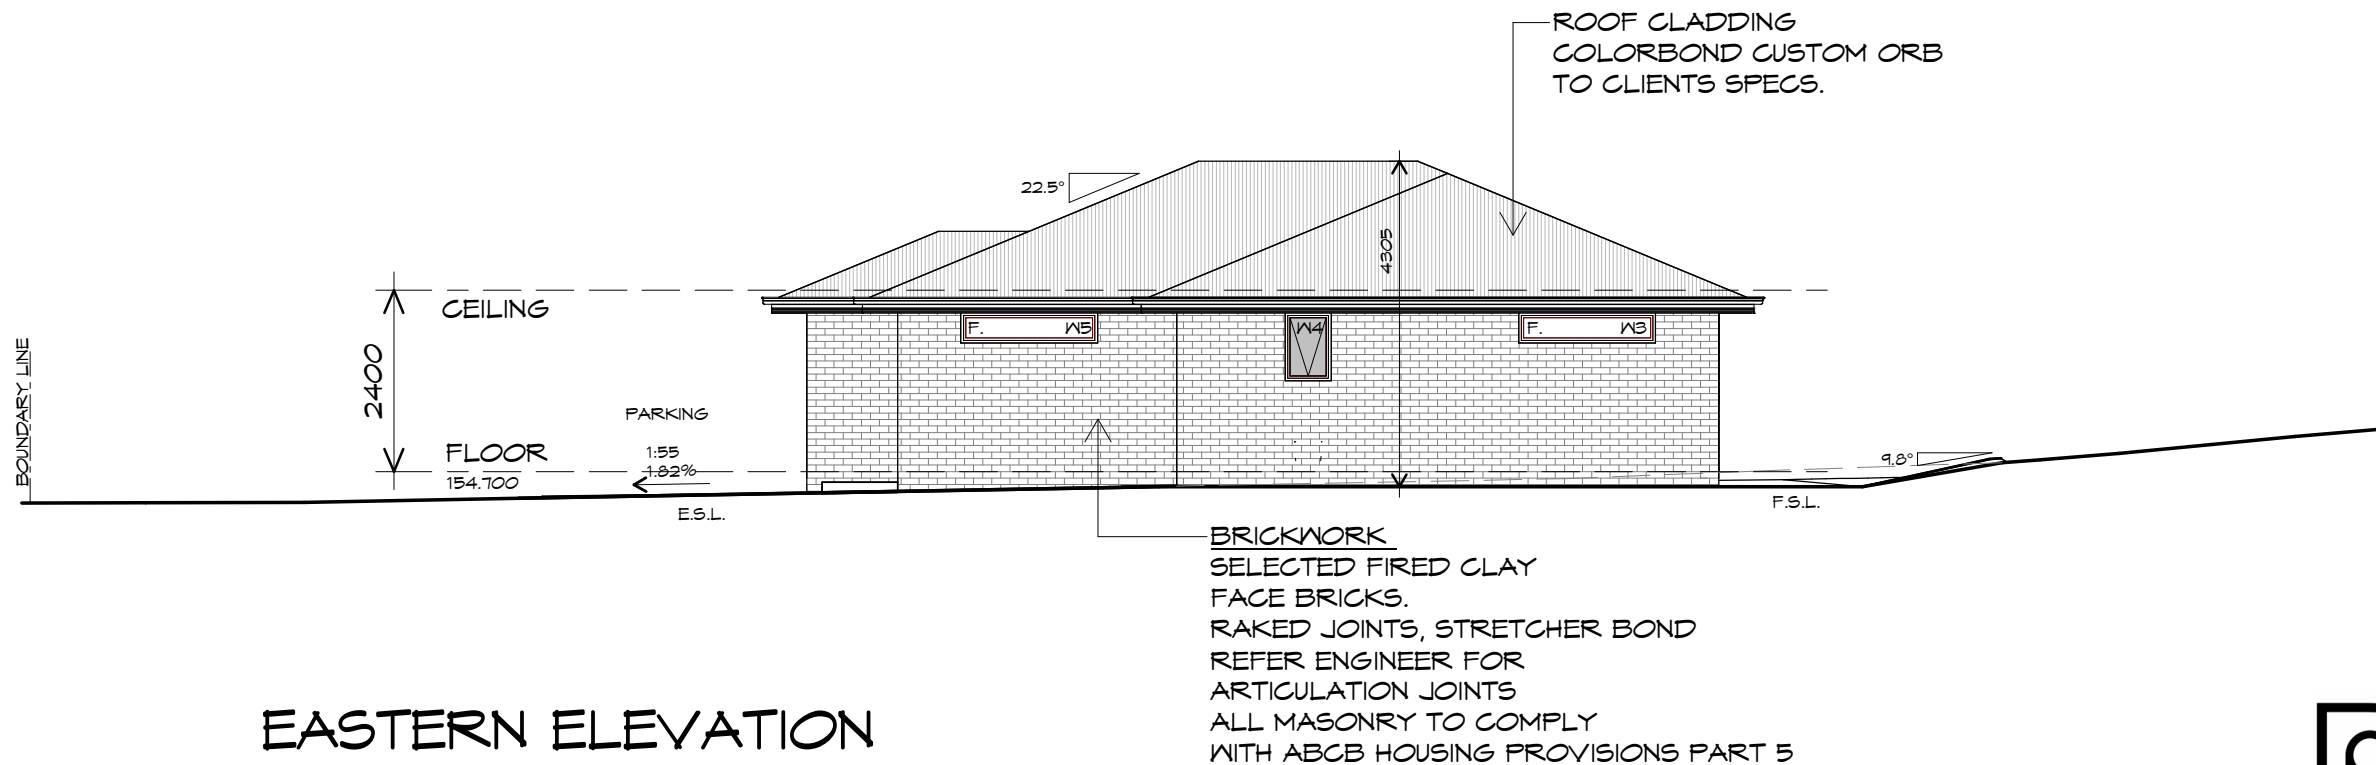 ROOF CLADDING
COLORBOND CUSTOM ORB
TO CLIENTS SPECS.
22.5°
4305
CEILING
2400
BOUNDARY LINE
F. W5
W4
F. W3
PARKING
FLOOR
154.700
1:55
1.82%
E.S.L.
9.8°
F.S.L.
BRICKWORK
SELECTED FIRED CLAY
FACE BRICKS.
RAKED JOINTS, STRETCHER BOND
REFER ENGINEER FOR
ARTICULATION JOINTS
ALL MASONRY TO COMPLY
WITH ABCB HOUSING PROVISIONS PART 5
EASTERN ELEVATION